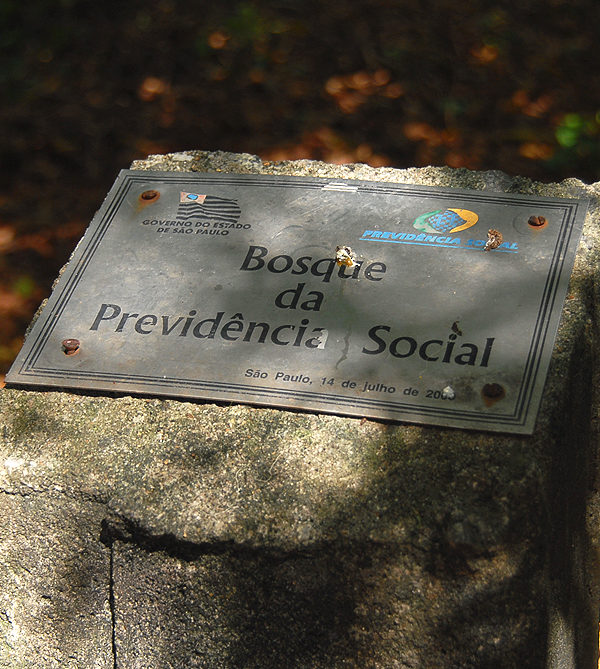 GOVERNO DO ESTADO
DE SÃO PAULO
PREVIDÊNCIA SOCIAL
Bosque
da
Previdência Social
São Paulo, 14 de julho de